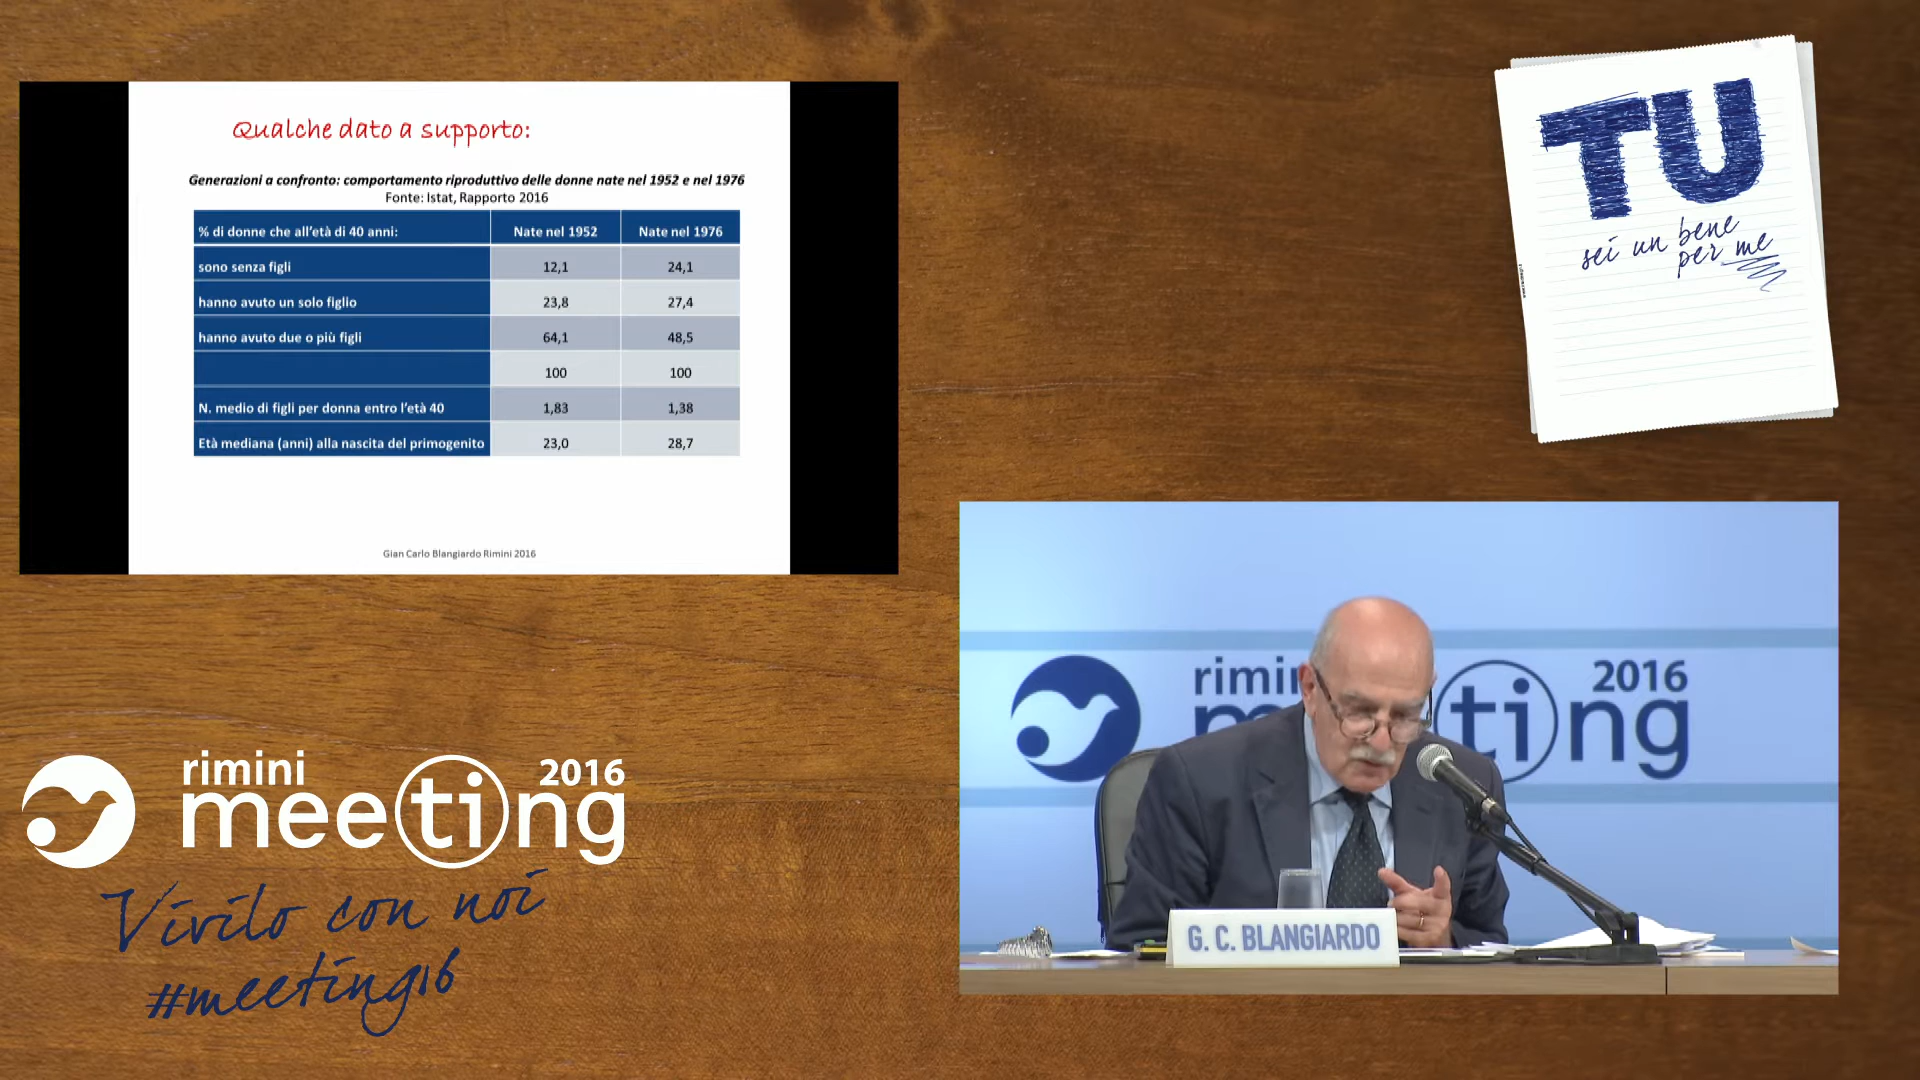 Qualche dato a supporto:
Generazioni a confronto: comportamento riproduttivo delle donne nate nel 1952 e nel 1976
Fonte: Istat, Rapporto 2016
% di donne che all'età di 40 anni: Nate nel 1952 Nate nel 1976
sono senza figli 12,1 24,1
hanno avuto un solo figlio 23,8 27,4
hanno avuto due o più figli 64,1 48,5
100 100
N. medio di figli per donna entro l'età 40 1,83 1,38
Età mediana (anni) alla nascita del primogenito 23,0 28,7
Gian Carlo Blangiardo Rimini 2016
TU
sei un bene
per me
rimini
meeting 2016
Vivilo con noi
#meeting16
2016
ting
G. C. BLANGIARDO